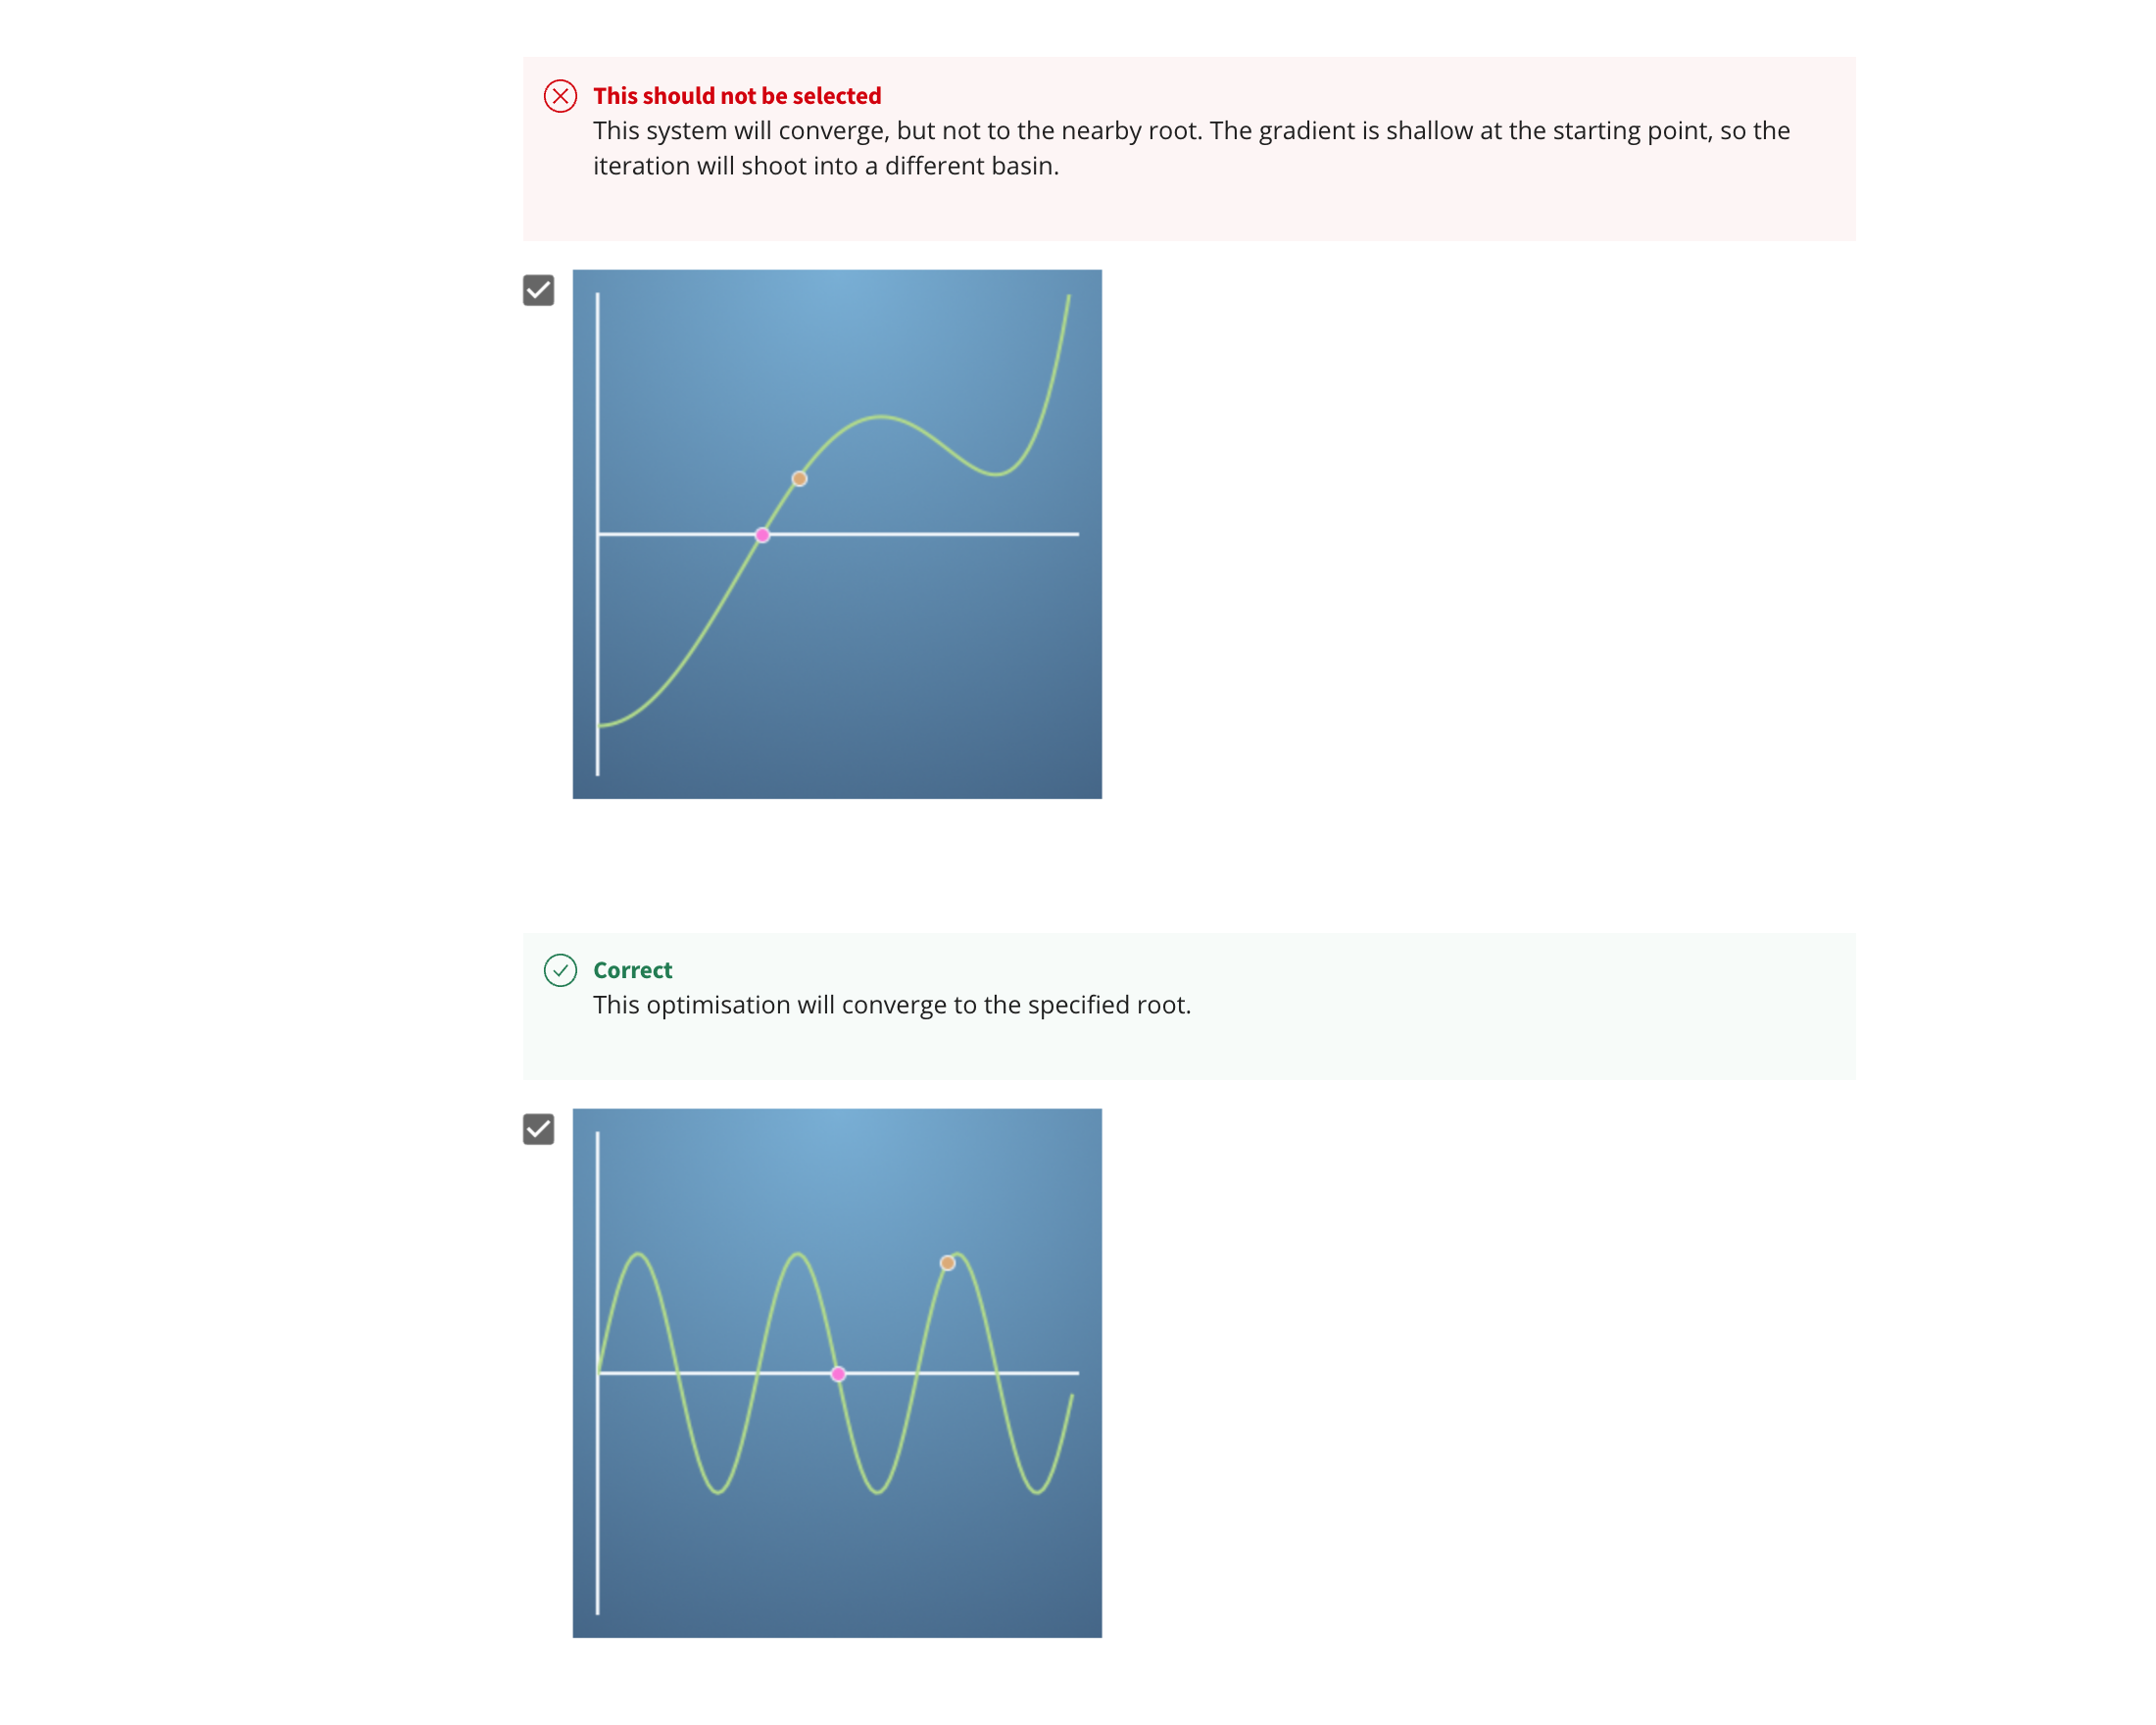 This should not be selected
This system will converge, but not to the nearby root. The gradient is shallow at the starting point, so the
iteration will shoot into a different basin.
Correct
This optimisation will converge to the specified root.